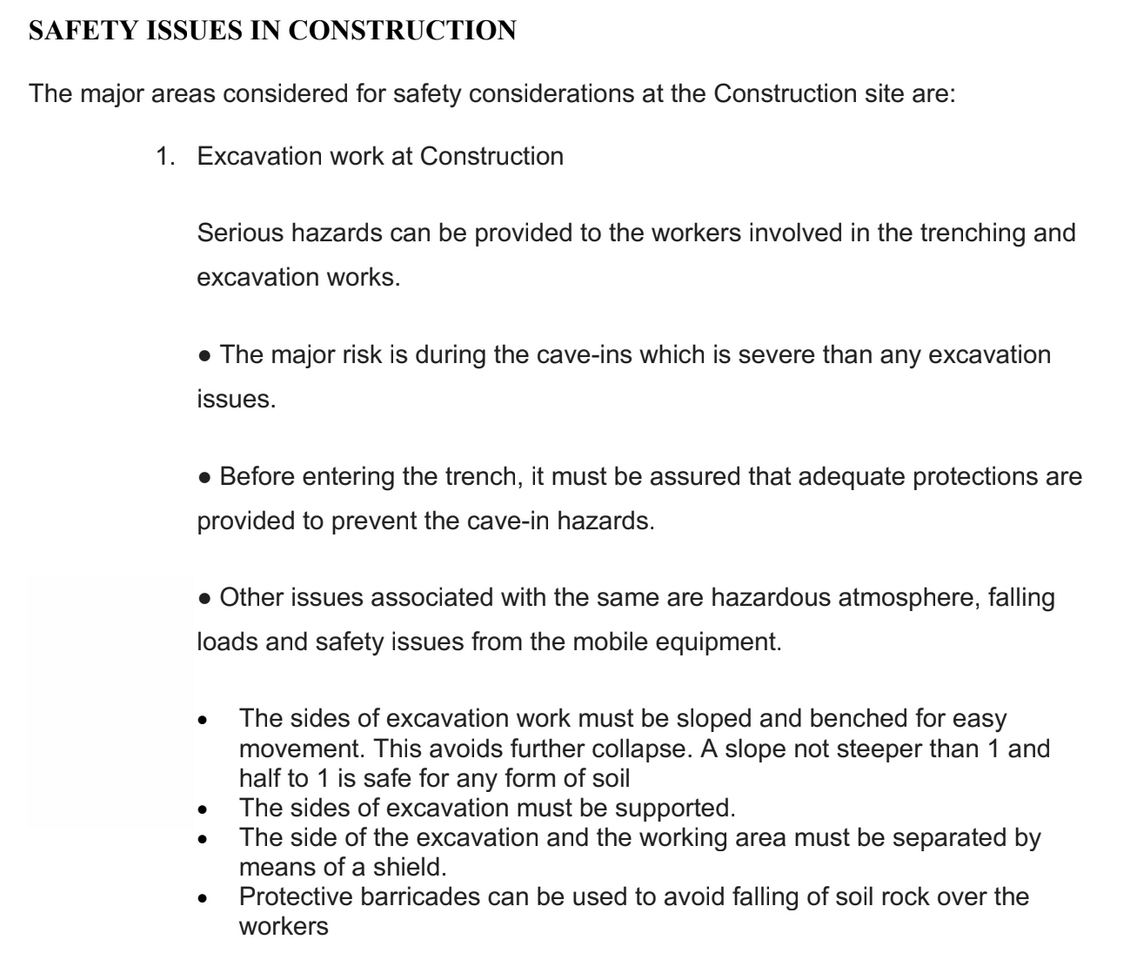 SAFETY ISSUES IN CONSTRUCTION
The major areas considered for safety considerations at the Construction site are:
1. Excavation work at Construction
Serious hazards can be provided to the workers involved in the trenching and
excavation works.
● The major risk is during the cave-ins which is severe than any excavation
issues.
● Before entering the trench, it must be assured that adequate protections are
provided to prevent the cave-in hazards.
● Other issues associated with the same are hazardous atmosphere, falling
loads and safety issues from the mobile equipment.
• The sides of excavation work must be sloped and benched for easy
movement. This avoids further collapse. A slope not steeper than 1 and
half to 1 is safe for any form of soil
• The sides of excavation must be supported.
• The side of the excavation and the working area must be separated by
means of a shield.
• Protective barricades can be used to avoid falling of soil rock over the
workers